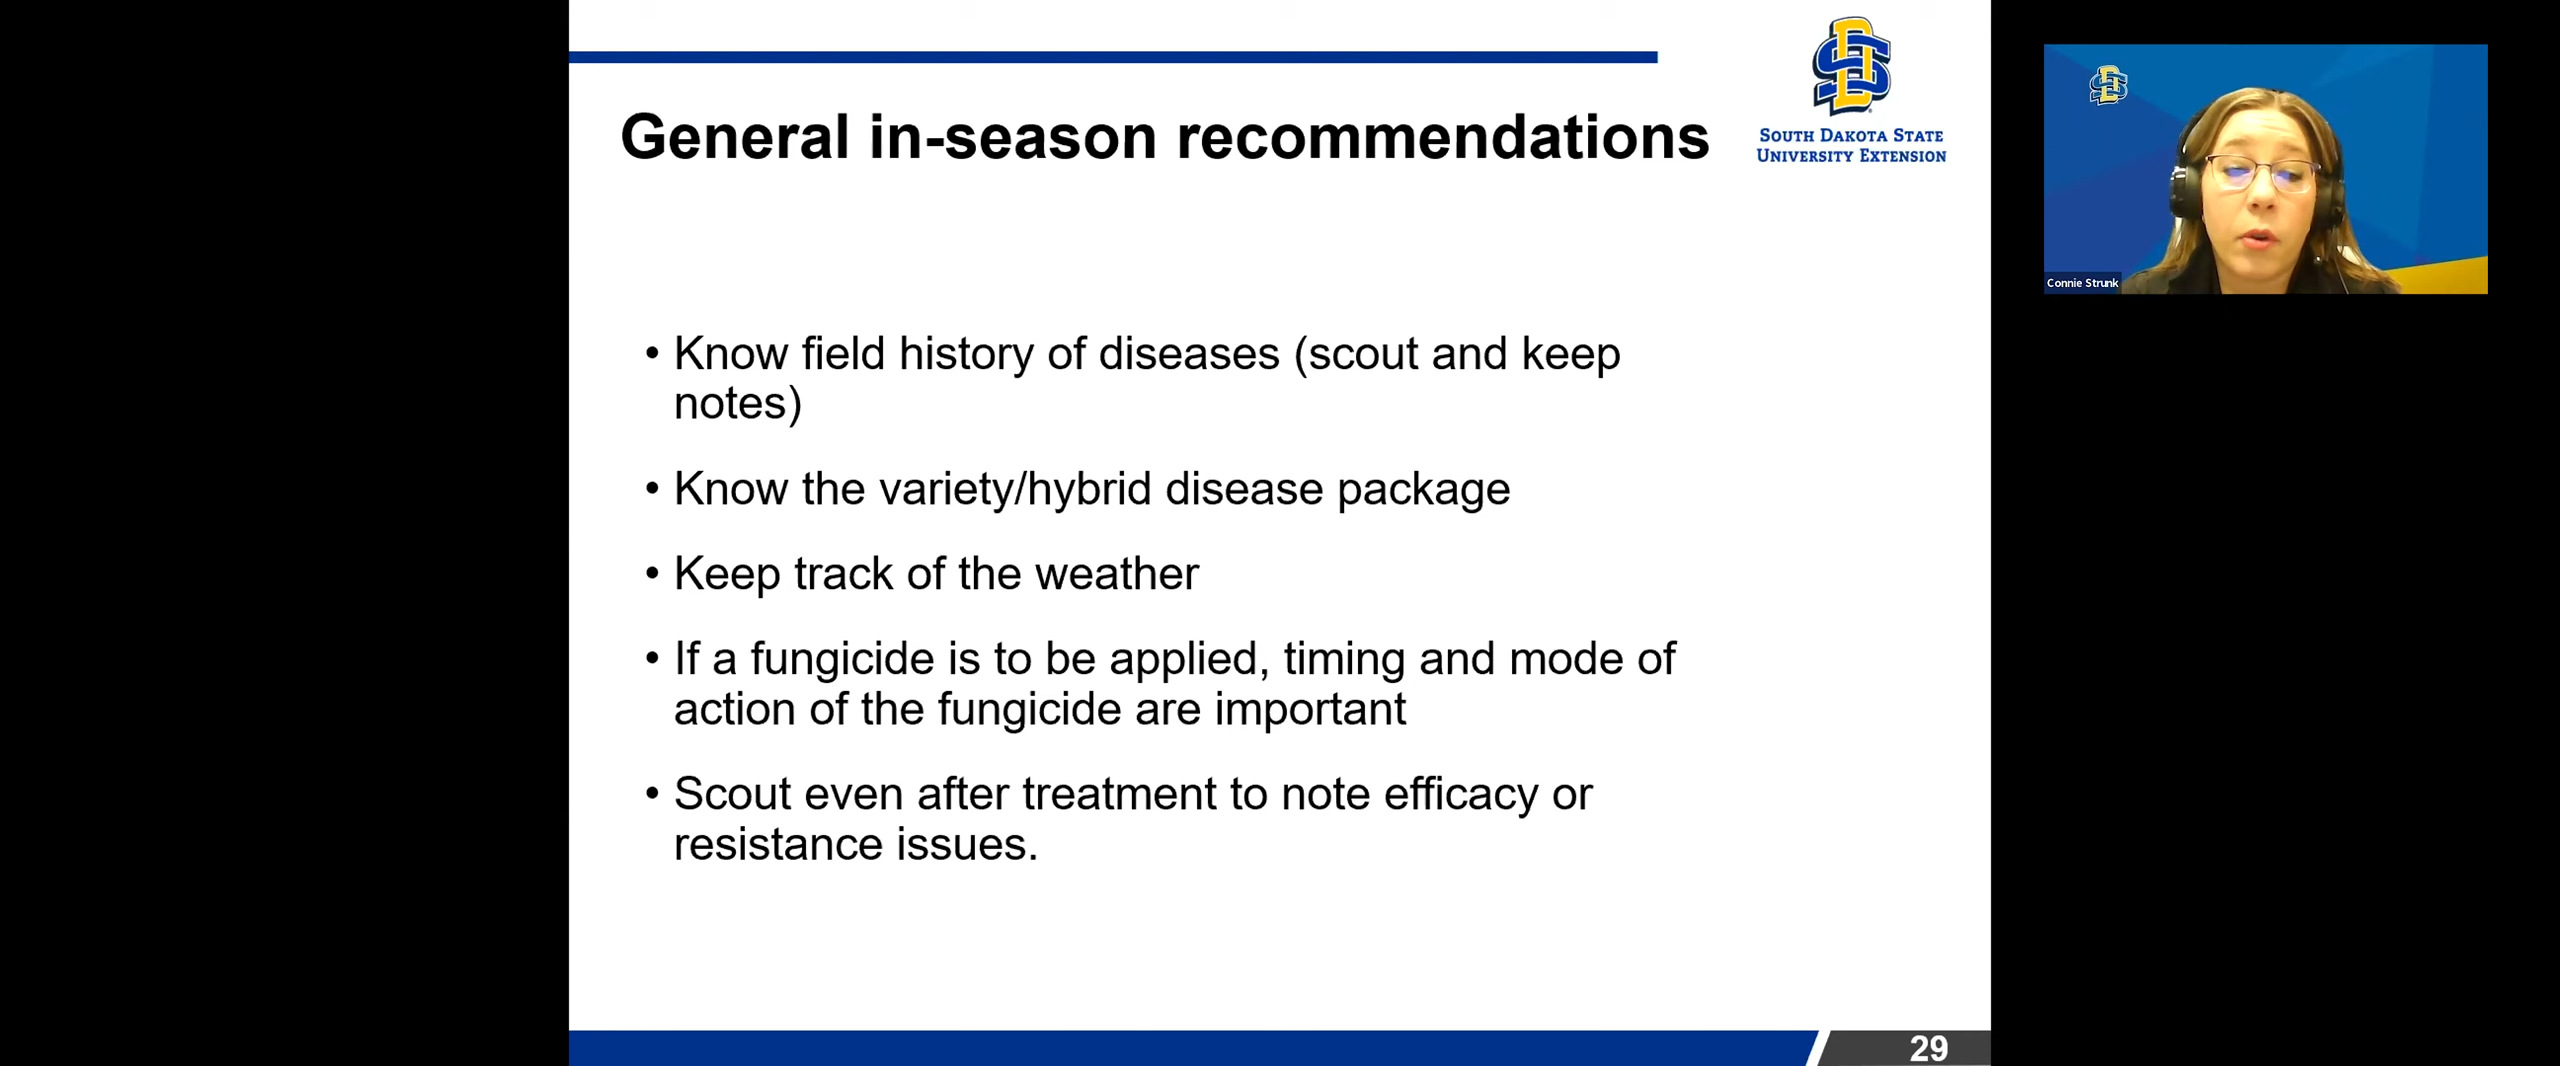 General in-season recommendations
SOUTH DAKOTA STATE
UNIVERSITY EXTENSION
• Know field history of diseases (scout and keep
notes)
• Know the variety/hybrid disease package
• Keep track of the weather
• If a fungicide is to be applied, timing and mode of
action of the fungicide are important
• Scout even after treatment to note efficacy or
resistance issues.
29
Connie Strunk